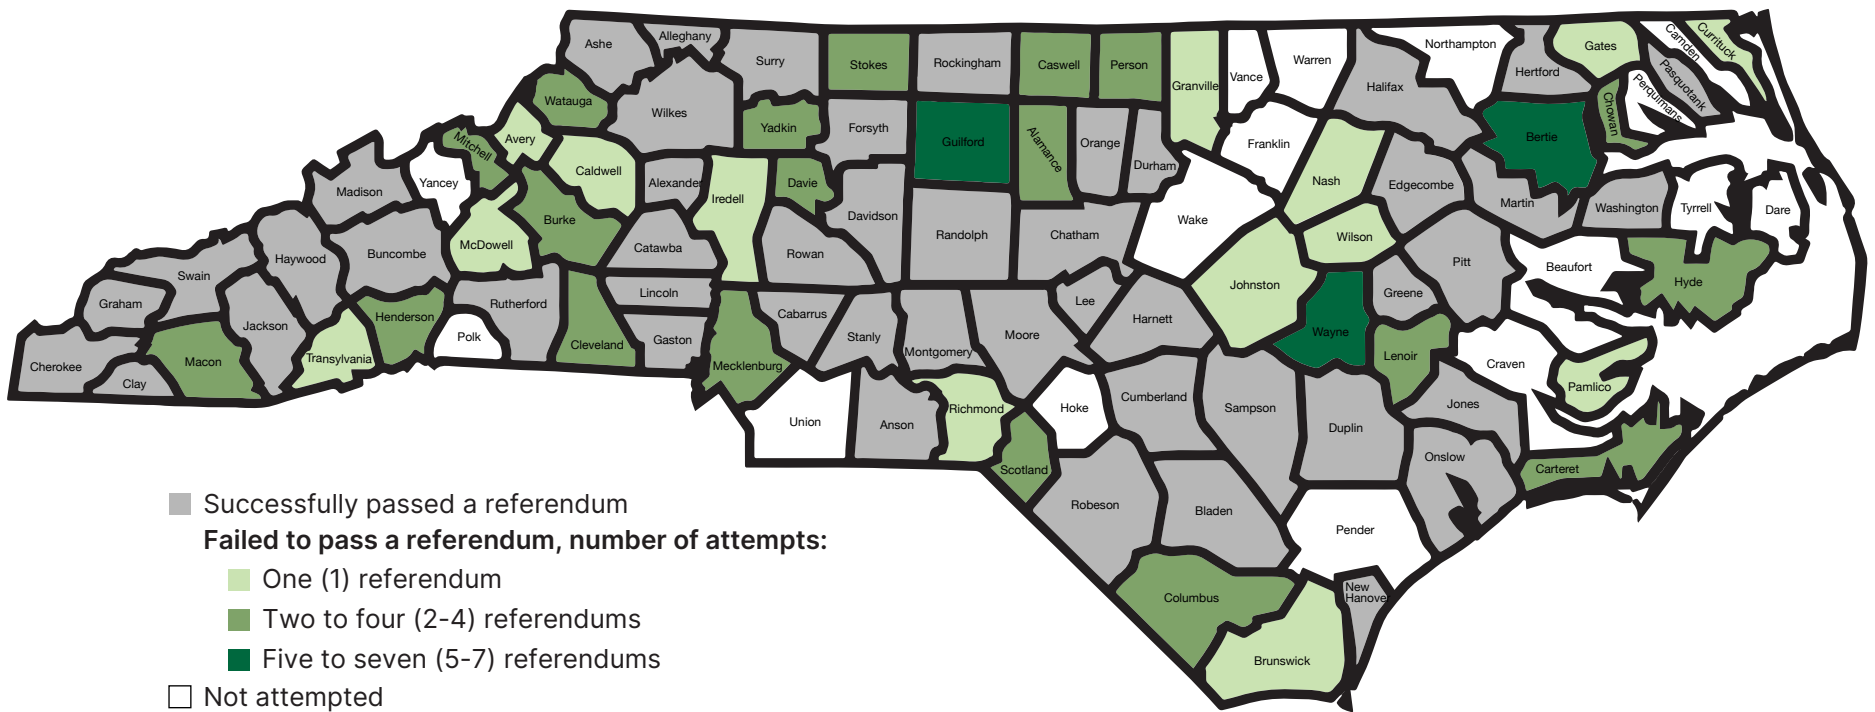 Ashe
Alleghany
Surry
Stokes
Rockingham
Caswell
Person
Granville
Vance
Warren
Northampton
Halifax
Hertford
Gates
Camden
Currituck
Pasquotank
Perquimans
Chowan
Bertie
Watauga
Wilkes
Yadkin
Forsyth
Guilford
Alamance
Orange
Durham
Franklin
Nash
Edgecombe
Martin
Washington
Tyrrell
Dare
Mitchell
Avery
Caldwell
Alexander
Iredell
Davie
Davidson
Randolph
Chatham
Wake
Wilson
Pitt
Beaufort
Hyde
Madison
Yancey
McDowell
Burke
Catawba
Rowan
Johnston
Greene
Swain
Haywood
Buncombe
Rutherford
Lincoln
Cabarrus
Stanly
Montgomery
Moore
Lee
Harnett
Wayne
Lenoir
Craven
Pamlico
Graham
Jackson
Henderson
Polk
Cleveland
Gaston
Mecklenburg
Cherokee
Clay
Macon
Transylvania
Union
Anson
Richmond
Hoke
Cumberland
Sampson
Duplin
Jones
Onslow
Carteret
Scotland
Robeson
Bladen
Pender
Columbus
New
Hanover
Brunswick
Successfully passed a referendum
Failed to pass a referendum, number of attempts:
One (1) referendum
Two to four (2-4) referendums
Five to seven (5-7) referendums
Not attempted